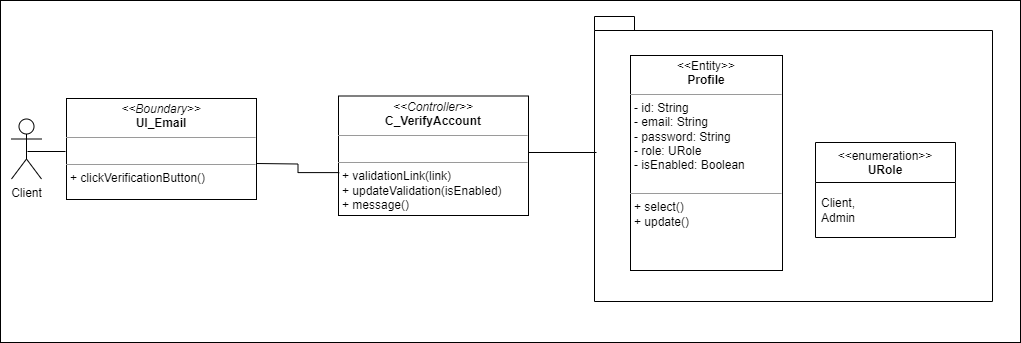 Client
<<Boundary>>
UI_Email
+ clickVerificationButton()
<<Controller>>
C_VerifyAccount
+ validationLink(link)
+ updateValidation(isEnabled)
+ message()
<<Entity>>
Profile
- id: String
- email: String
- password: String
- role: URole
- isEnabled: Boolean
+ select()
+ update()
<<enumeration>>
URole
Client,
Admin